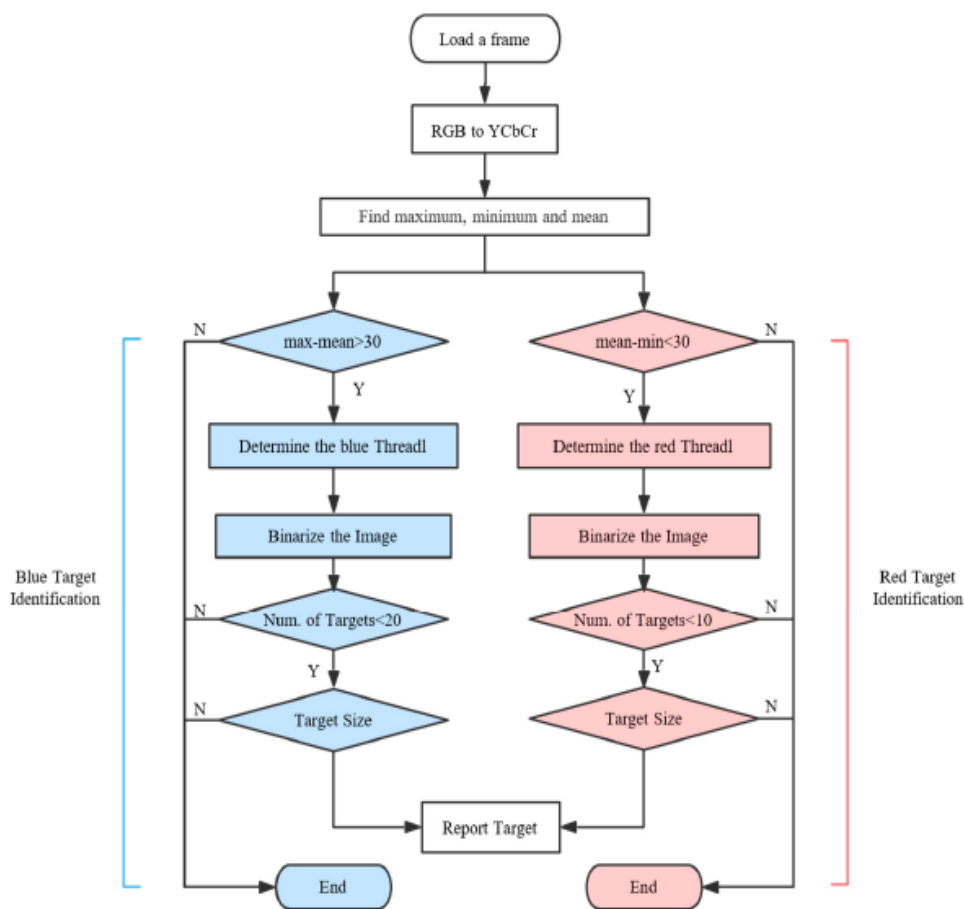 Load a frame
RGB to YCbCr
Find maximum, minimum and mean
N
max-mean>30
mean-min<30
N
Y
Y
Determine the blue Threadl
Determine the red Threadl
Binarize the Image
Binarize the Image
Blue Target
Identification
Red Target
Identification
N
Num. of Targets<20
Num. of Targets<10
N
Y
Y
N
Target Size
Target Size
N
Report Target
End
End